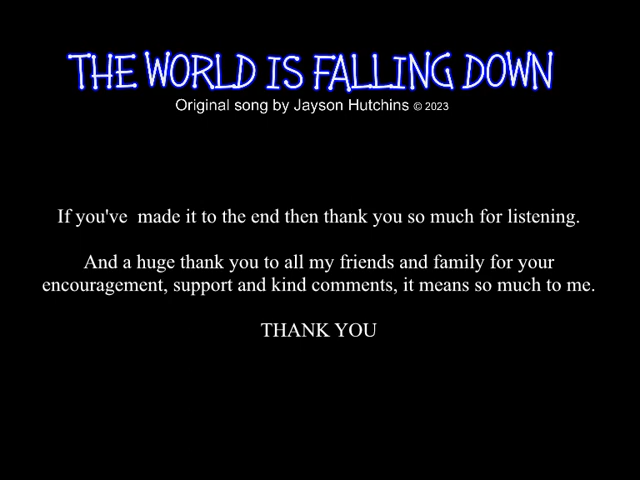 THE WORLD IS FALLING DOWN
Original song by Jayson Hutchins © 2023
If you've  made it to the end then thank you so much for listening.
And a huge thank you to all my friends and family for your
encouragement, support and kind comments, it means so much to me.
THANK YOU